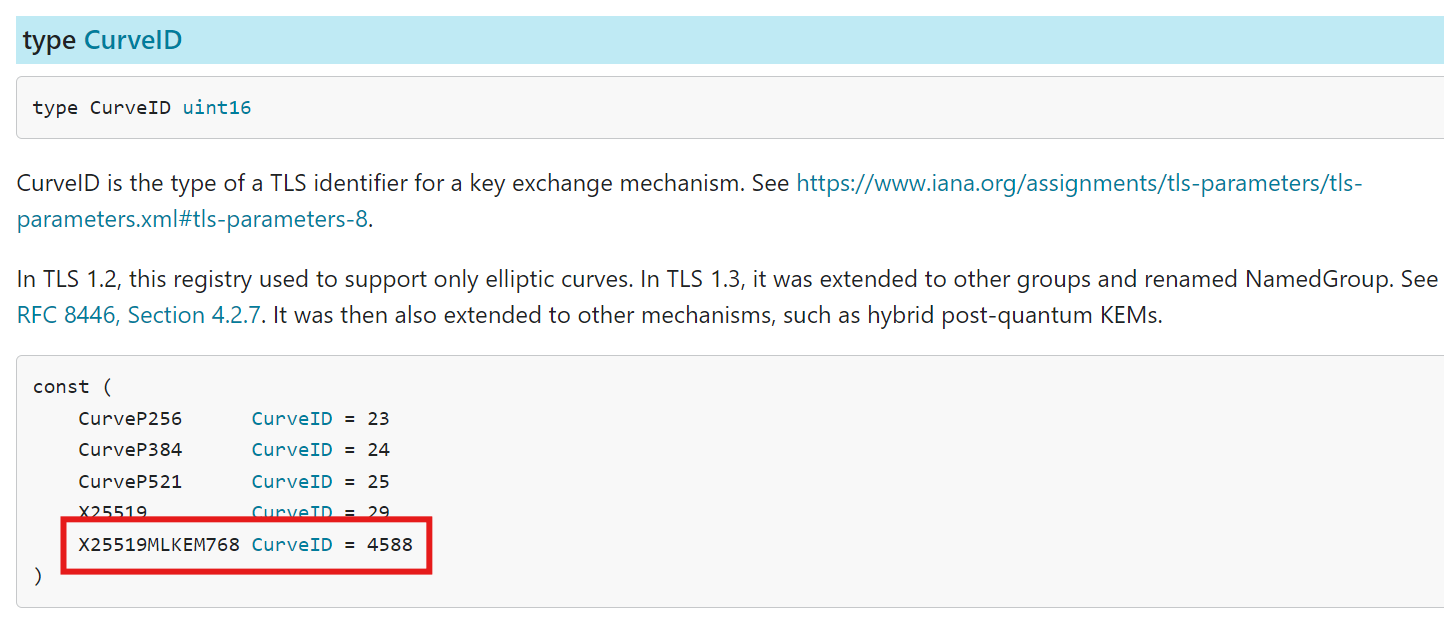 type CurveID
type CurveID uint16
CurveID is the type of a TLS identifier for a key exchange mechanism. See https://www.iana.org/assignments/tls-parameters/tls-
parameters.xml#tls-parameters-8.
In TLS 1.2, this registry used to support only elliptic curves. In TLS 1.3, it was extended to other groups and renamed NamedGroup. See
RFC 8446, Section 4.2.7. It was then also extended to other mechanisms, such as hybrid post-quantum KEMs.
const (
CurveP256 CurveID = 23
CurveP384 CurveID = 24
CurveP521 CurveID = 25
X25519 CurveID = 29
X25519MLKEM768 CurveID = 4588
)